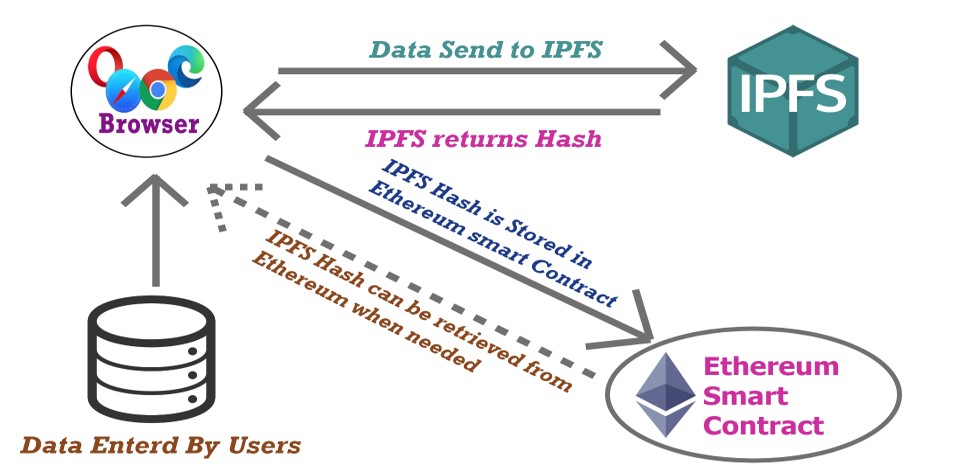 Data Send to IPFS
IPFS
Browser
IPFS returns Hash
IPFS Hash is Stored in
Ethereum smart Contract
IPFS Hash can be retrieved from
Ethereum when needed
Ethereum
Smart
Contract
Data Enterd By Users